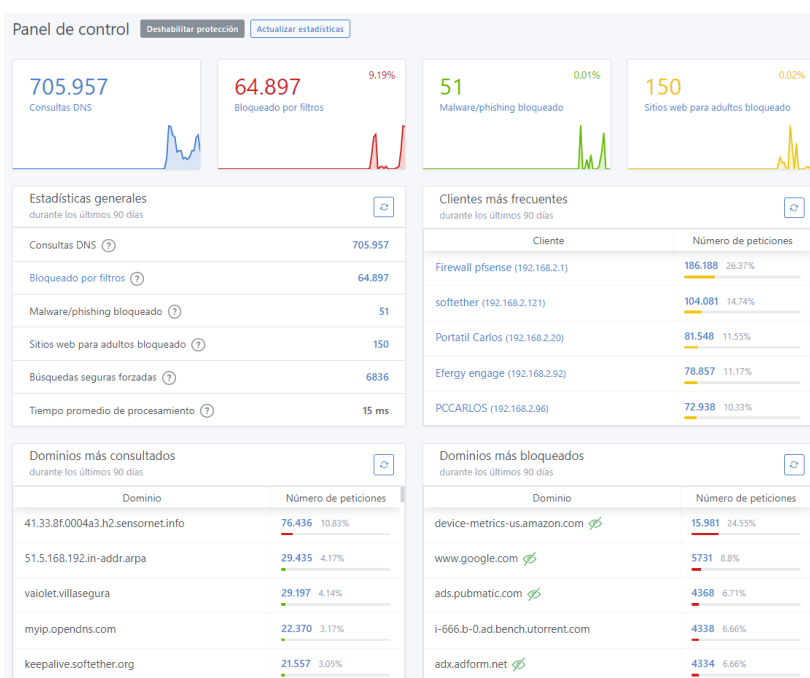 Panel de control Deshabilitar protección Actualizar estadísticas
705.957
Consultas DNS
64.897 9.19%
Bloqueado por filtros
51 0.01%
Malware/phishing bloqueado
150 0.02%
Sitios web para adultos bloqueado
Estadísticas generales
durante los últimos 90 días
Consultas DNS ? 705.957
Bloqueado por filtros ? 64.897
Malware/phishing bloqueado ? 51
Sitios web para adultos bloqueado ? 150
Búsquedas seguras forzadas ? 6836
Tiempo promedio de procesamiento ? 15 ms
Clientes más frecuentes
durante los últimos 90 días
Cliente Número de peticiones
Firewall pfsense (192.168.2.1) 186.188 26.37%
softether (192.168.2.121) 104.081 14.74%
Portatil Carlos (192.168.2.20) 81.548 11.55%
Efergy engage (192.168.2.92) 78.857 11.17%
PCCARLOS (192.168.2.96) 72.938 10.33%
Dominios más consultados
durante los últimos 90 días
Dominio Número de peticiones
41.33.8f.0004a3.h2.sensornet.info 76.436 10.83%
51.5.168.192.in-addr.arpa 29.435 4.17%
vaiolet.villasegura 29.197 4.14%
myip.opendns.com 22.370 3.17%
keepalive.softether.org 21.557 3.05%
Dominios más bloqueados
durante los últimos 90 días
Dominio Número de peticiones
device-metrics-us.amazon.com 15.981 24.55%
www.google.com 5731 8.8%
ads.pubmatic.com 4368 6.71%
i-666.b-0.ad.bench.utorrent.com 4338 6.66%
adx.adform.net 4334 6.66%